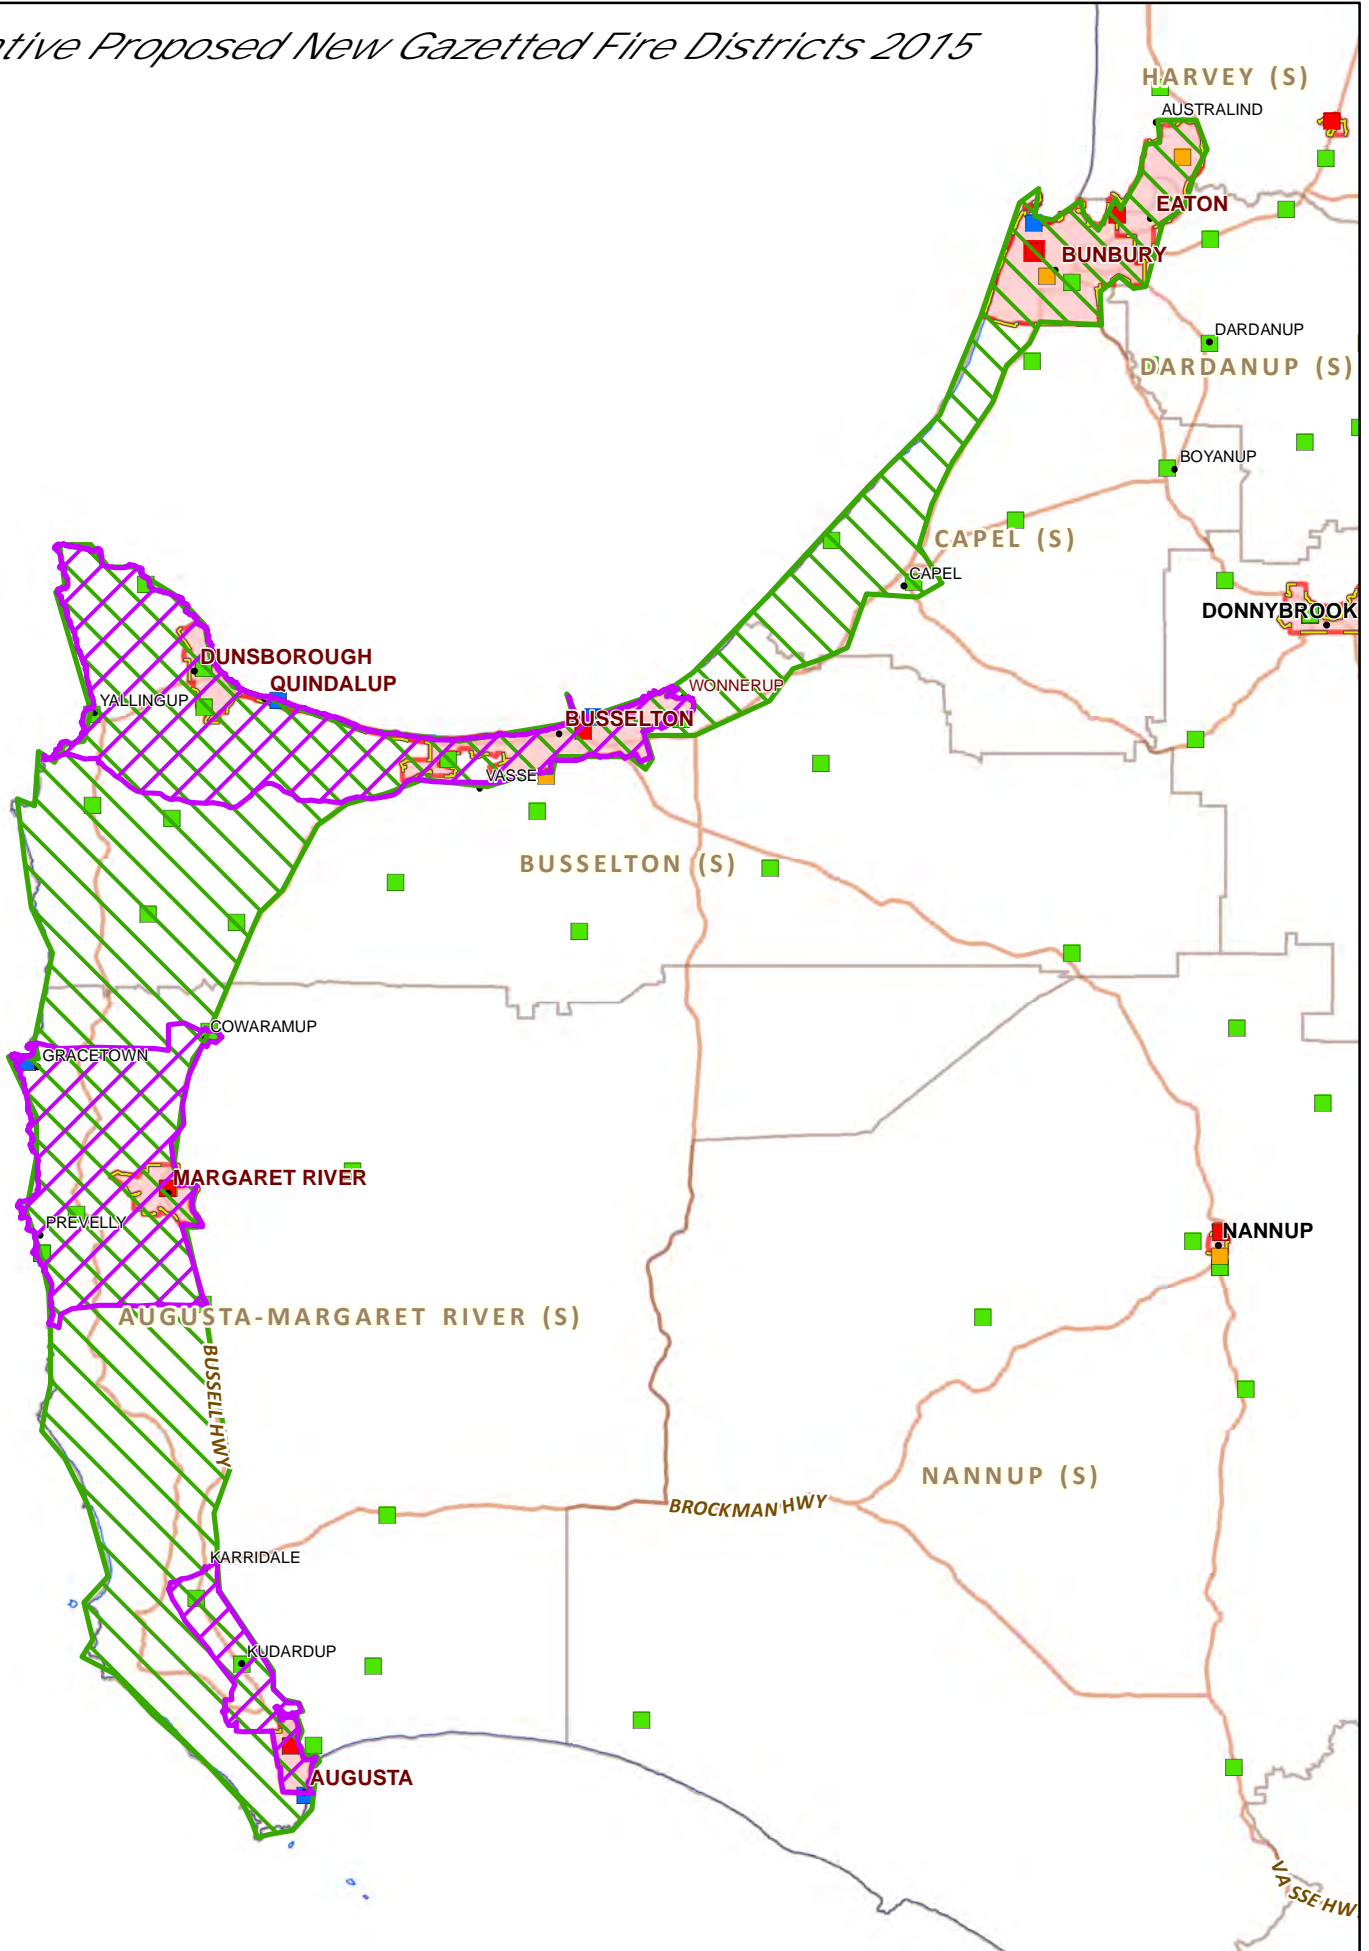 Proposed New Gazetted Fire Districts 2015
HARVEY (S)
AUSTRALIND
EATON
BUNBURY
DARDANUP
DARDANUP (S)
BOYANUP
CAPEL (S)
CAPEL
DONNYBROOK
DUNSBOROUGH
QUINDALUP
WONNERUP
YALLINGUP
BUSSELTON
VASSE
BUSSELTON (S)
COWARAMUP
GRACETOWN
MARGARET RIVER
PREVELLY
NANNUP
AUGUSTA-MARGARET RIVER (S)
BUSSELL HWY
NANNUP (S)
BROCKMAN HWY
KARRIDALE
KUDARDUP
AUGUSTA
VASSE HW